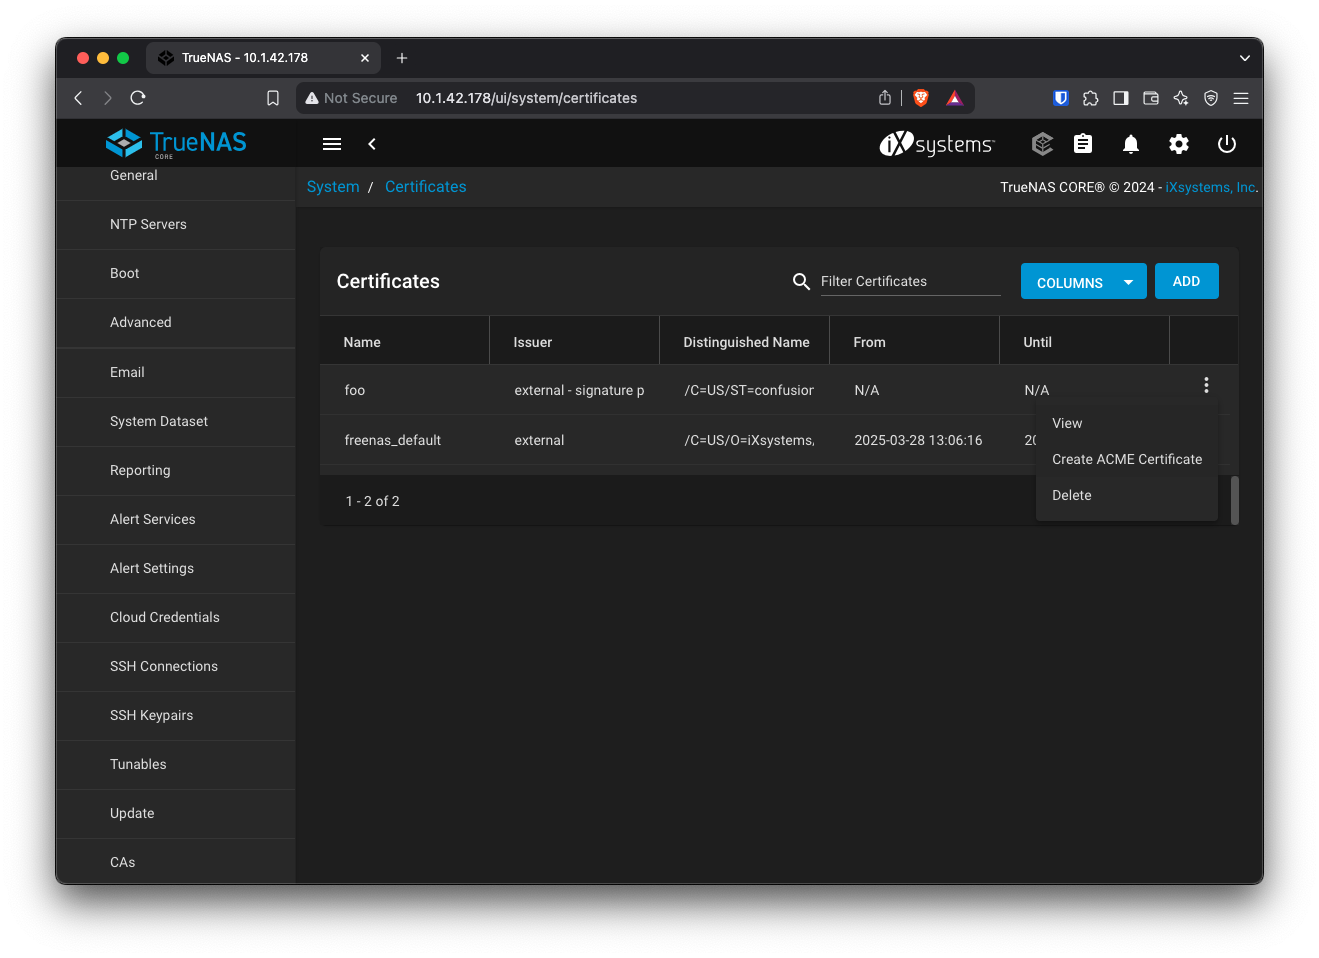 TrueNAS - 10.1.42.178
Not Secure 10.1.42.178/ui/system/certificates
TrueNAS
CORE
iXsystems
System / Certificates
TrueNAS CORE® © 2024 - iXsystems, Inc.
General
NTP Servers
Boot
Advanced
Email
System Dataset
Reporting
Alert Services
Alert Settings
Cloud Credentials
SSH Connections
SSH Keypairs
Tunables
Update
CAs
Certificates
Filter Certificates
COLUMNS
ADD
Name Issuer Distinguished Name From Until
foo external - signature p /C=US/ST=confusion N/A N/A
freenas_default external /C=US/O=iXsystems, 2025-03-28 13:06:16 20
View
Create ACME Certificate
Delete
1 - 2 of 2